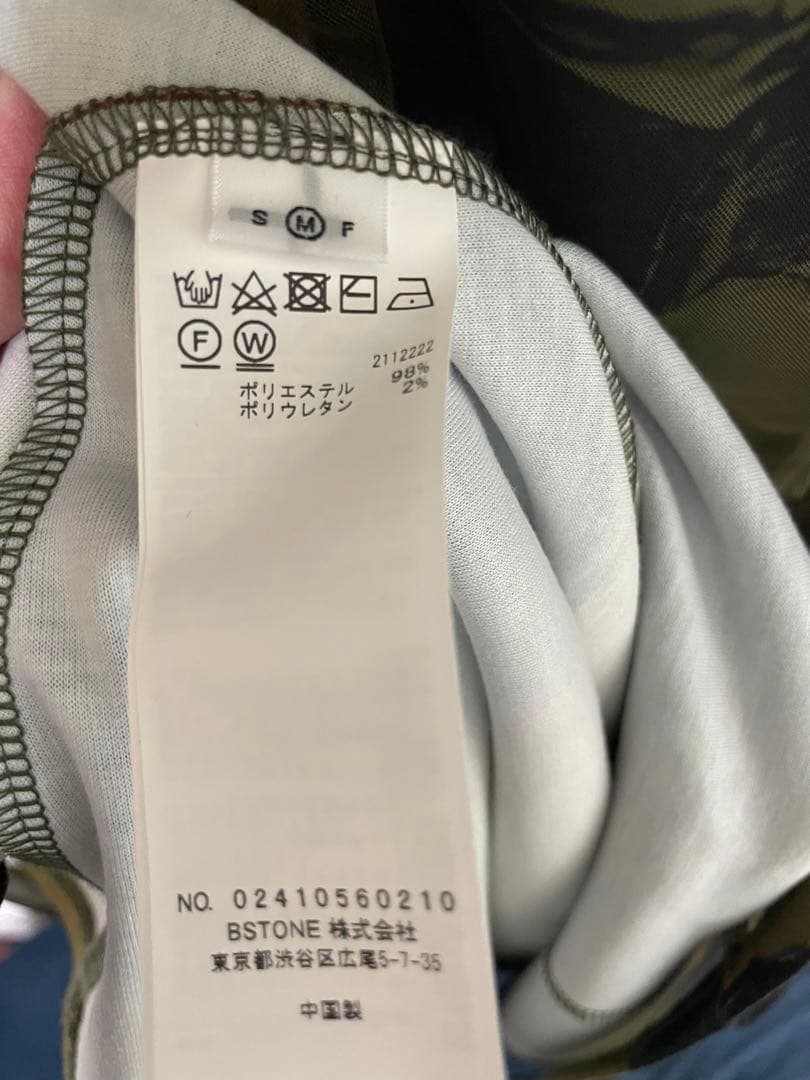 S M F
F W
2112222
ポリエステル 98%
ポリウレタン 2%
NO. 02410560210
BSTONE 株式会社
東京都渋谷区広尾5-7-35
中国製